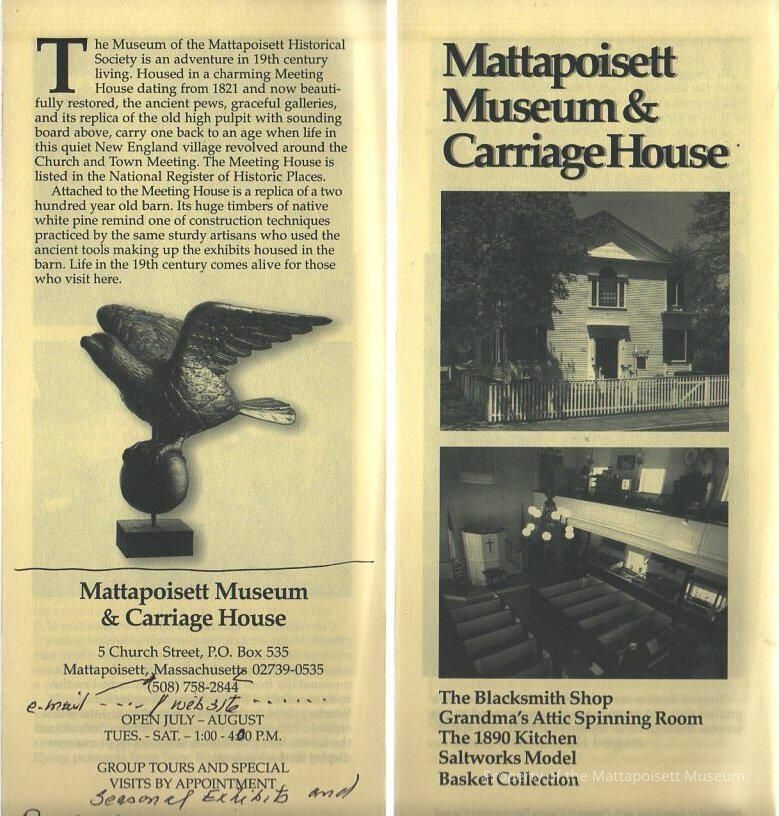 The Museum of the Mattapoisett Historical
Society is an adventure in 19th century
living. Housed in a charming Meeting
House dating from 1821 and now beauti-
fully restored, the ancient pews, graceful galleries,
and its replica of the old high pulpit with sounding
board above, carry one back to an age when life in
this quiet New England village revolved around the
Church and Town Meeting. The Meeting House is
listed in the National Register of Historic Places.
Attached to the Meeting House is a replica of a two
hundred year old barn. Its huge timbers of native
white pine remind one of construction techniques
practiced by the same sturdy artisans who used the
ancient tools making up the exhibits housed in the
barn. Life in the 19th century comes alive for those
who visit here.
Mattapoisett Museum
& Carriage House
5 Church Street, P.O. Box 535
Mattapoisett, Massachusetts 02739-0535
(508) 758-2844
e-mail ---- / website ------
OPEN JULY – AUGUST
TUES. - SAT. – 1:00 - 4:00 P.M.
GROUP TOURS AND SPECIAL
VISITS BY APPOINTMENT
Seasonal Exhibits and
Mattapoisett
Museum &
Carriage House
The Blacksmith Shop
Grandma's Attic Spinning Room
The 1890 Kitchen
Saltworks Model
Basket Collection
Property of the Mattapoisett Museum